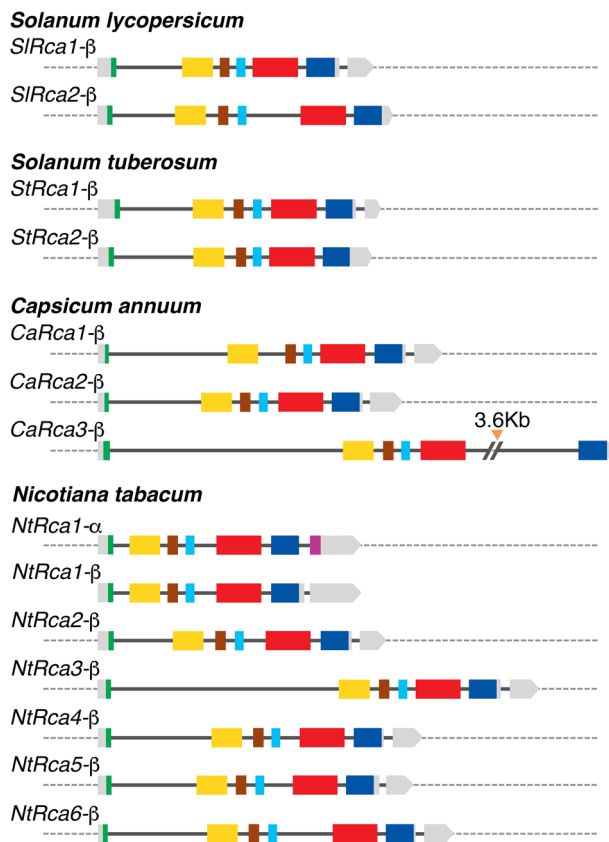 Solanum lycopersicum
SlRca1-β
SlRca2-β
Solanum tuberosum
StRca1-β
StRca2-β
Capsicum annuum
CaRca1-β
CaRca2-β
CaRca3-β
3.6Kb
Nicotiana tabacum
NtRca1-α
NtRca1-β
NtRca2-β
NtRca3-β
NtRca4-β
NtRca5-β
NtRca6-β